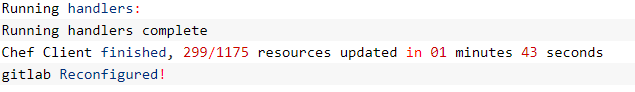 Running handlers:
Running handlers complete
Chef Client finished, 299/1175 resources updated in 01 minutes 43 seconds
gitlab Reconfigured!